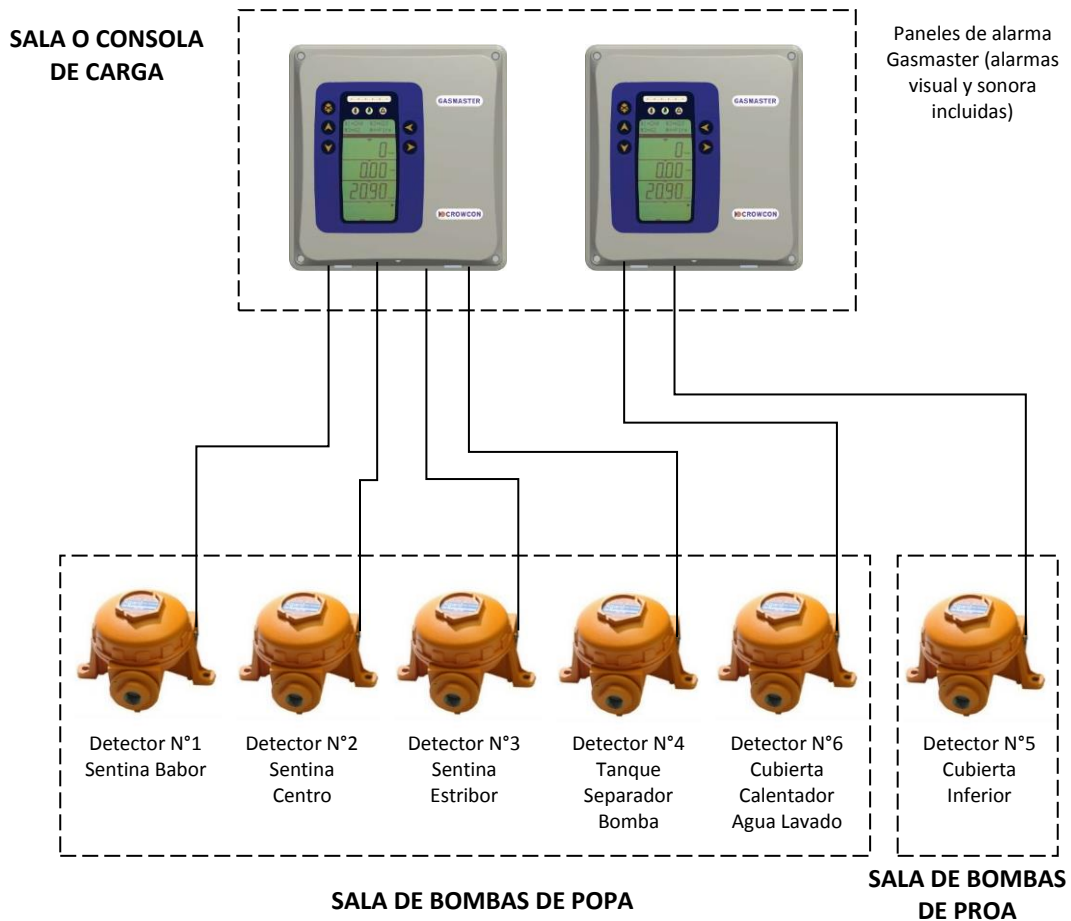 SALA O CONSOLA
DE CARGA
Paneles de alarma
Gasmaster (alarmas
visual y sonora
incluidas)
GASMASTER
0
0.00
20.90
CROWCON
GASMASTER
0
0.00
20.90
CROWCON
Detector N°1
Sentina Babor
Detector N°2
Sentina
Centro
Detector N°3
Sentina
Estribor
Detector N°4
Tanque
Separador
Bomba
Detector N°6
Cubierta
Calentador
Agua Lavado
Detector N°5
Cubierta
Inferior
SALA DE BOMBAS DE POPA
SALA DE BOMBAS
DE PROA